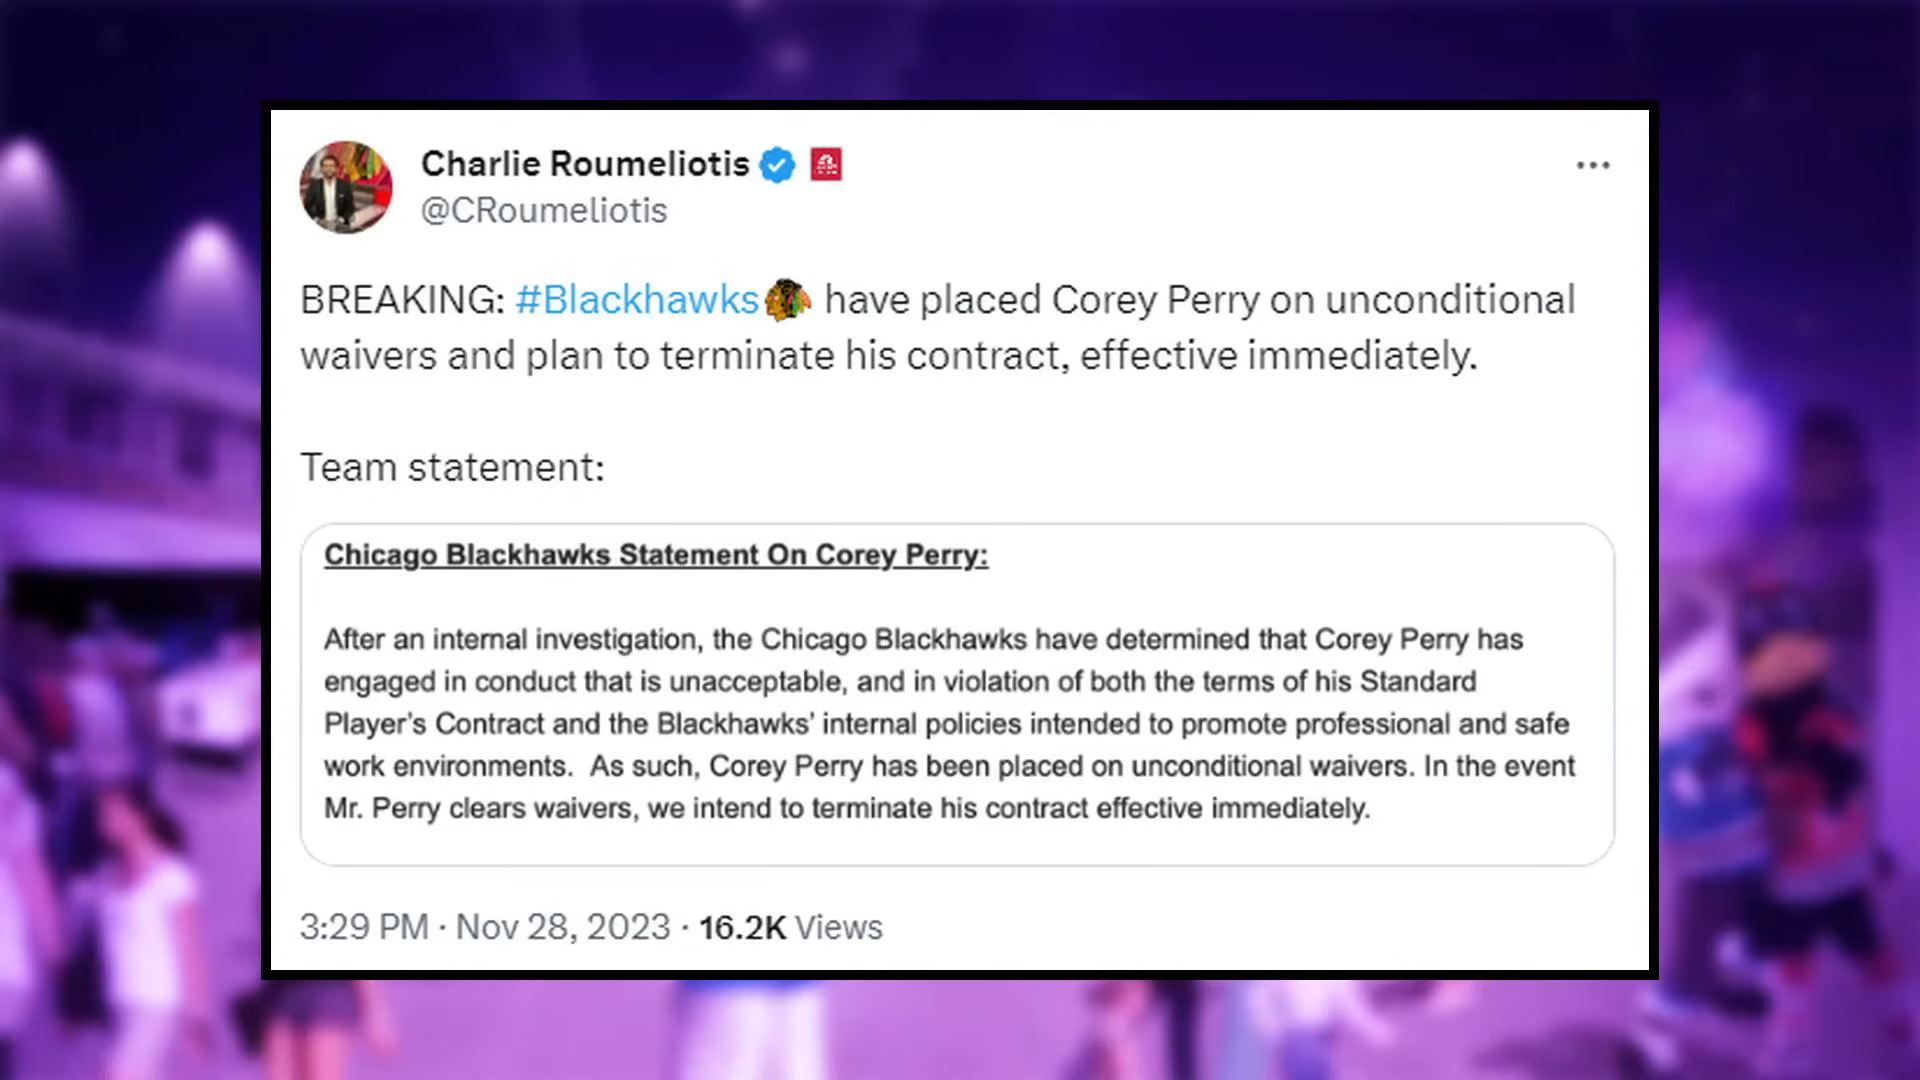 Charlie Roumeliotis
@CRoumeliotis
BREAKING: #Blackhawks have placed Corey Perry on unconditional
waivers and plan to terminate his contract, effective immediately.
Team statement:
Chicago Blackhawks Statement On Corey Perry:
After an internal investigation, the Chicago Blackhawks have determined that Corey Perry has
engaged in conduct that is unacceptable, and in violation of both the terms of his Standard
Player’s Contract and the Blackhawks’ internal policies intended to promote professional and safe
work environments.  As such, Corey Perry has been placed on unconditional waivers. In the event
Mr. Perry clears waivers, we intend to terminate his contract effective immediately.
3:29 PM · Nov 28, 2023 · 16.2K Views